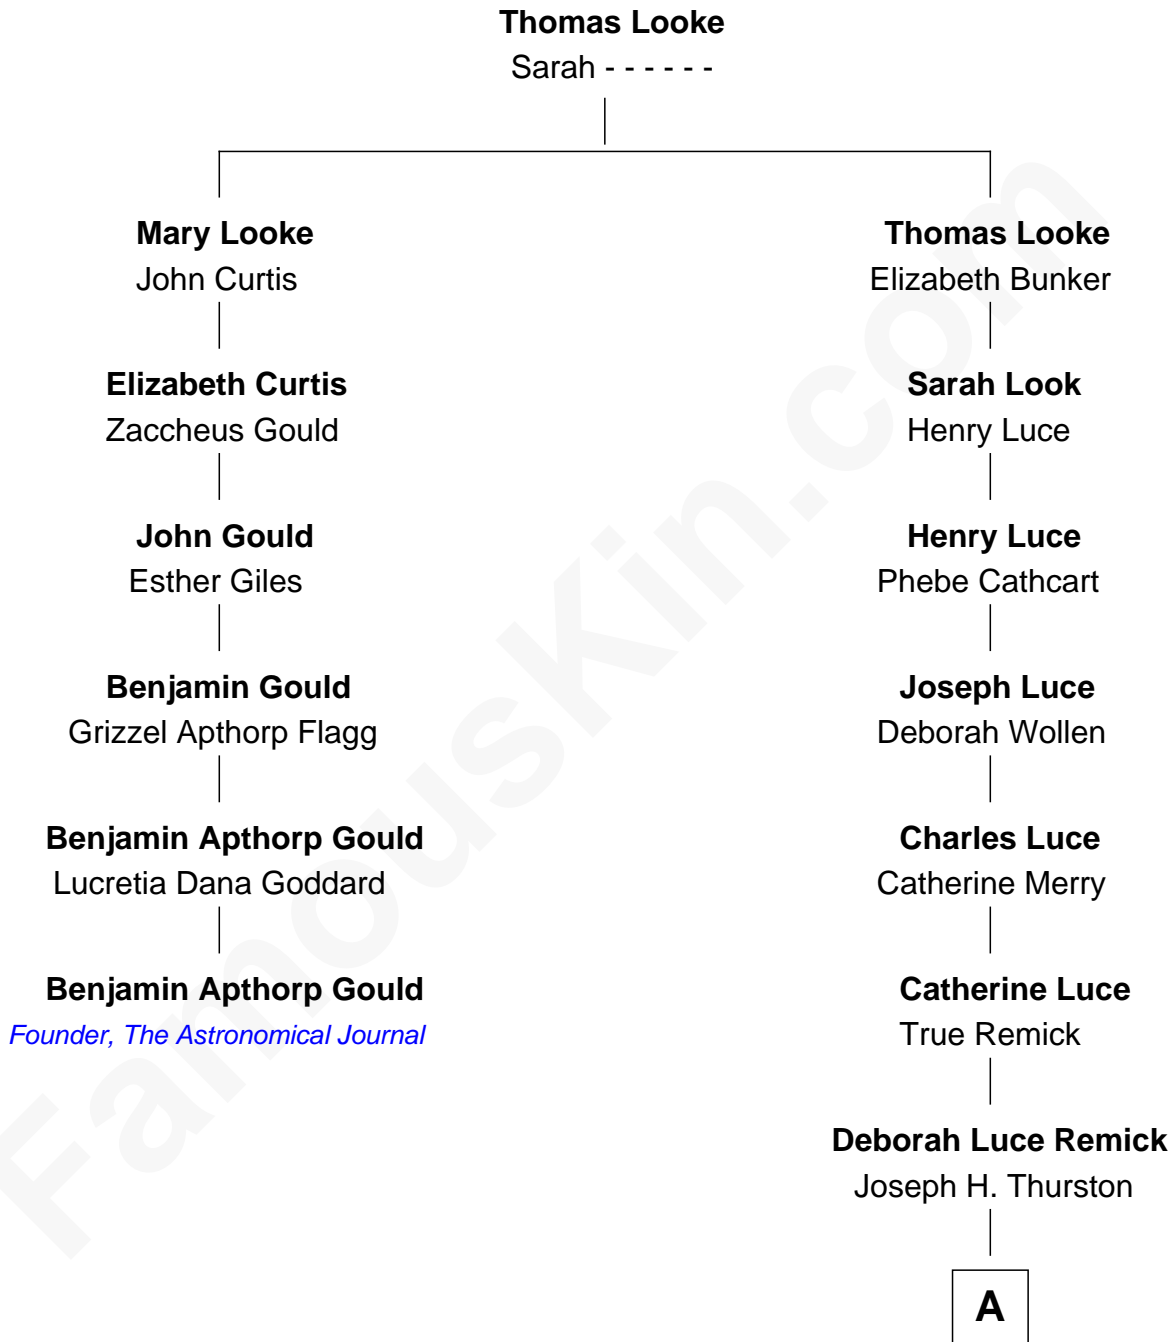 Thomas Looke
Sarah - - - - - -
Mary Looke
John Curtis
Elizabeth Curtis
Zaccheus Gould
John Gould
Esther Giles
Benjamin Gould
Grizzel Apthorp Flagg
Benjamin Apthorp Gould
Lucretia Dana Goddard
Benjamin Apthorp Gould
Founder, The Astronomical Journal
Thomas Looke
Elizabeth Bunker
Sarah Look
Henry Luce
Henry Luce
Phebe Cathcart
Joseph Luce
Deborah Wollen
Charles Luce
Catherine Merry
Catherine Luce
True Remick
Deborah Luce Remick
Joseph H. Thurston
A
FamousKin.com